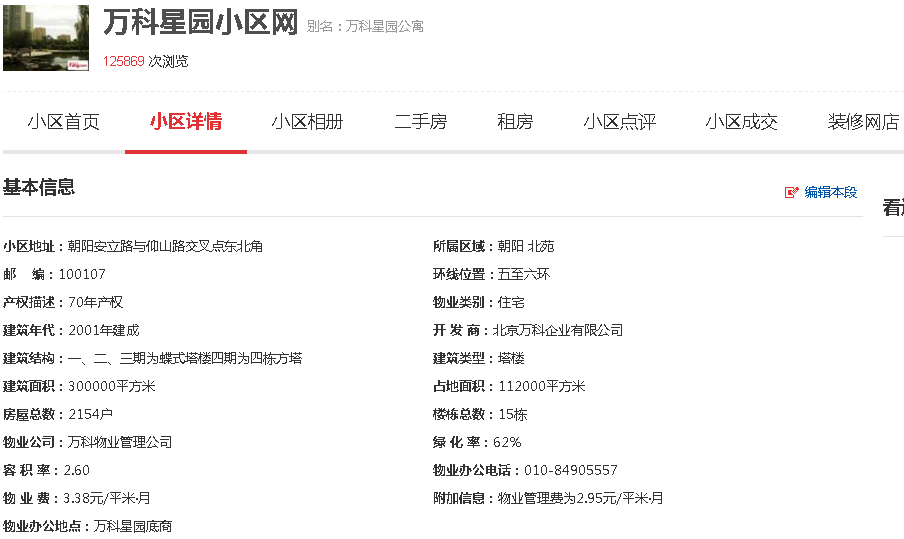 万科星园小区网 别名：万科星园公寓
125869 次浏览
小区首页 小区详情 小区相册 二手房 租房 小区点评 小区成交 装修网店
基本信息 编辑本段
小区地址：朝阳安立路与仰山路交叉点东北角 所属区域：朝阳 北苑
邮 编：100107 环线位置：五至六环
产权描述：70年产权 物业类别：住宅
建筑年代：2001年建成 开 发 商：北京万科企业有限公司
建筑结构：一、二、三期为蝶式塔楼四期为四栋方塔 建筑类型：塔楼
建筑面积：300000平方米 占地面积：112000平方米
房屋总数：2154户 楼栋总数：15栋
物业公司：万科物业管理公司 绿 化 率：62%
容 积 率：2.60 物业办公电话：010-84905557
物 业 费：3.38元/平米·月 附加信息：物业管理费为2.95元/平米·月
物业办公地点：万科星园底商